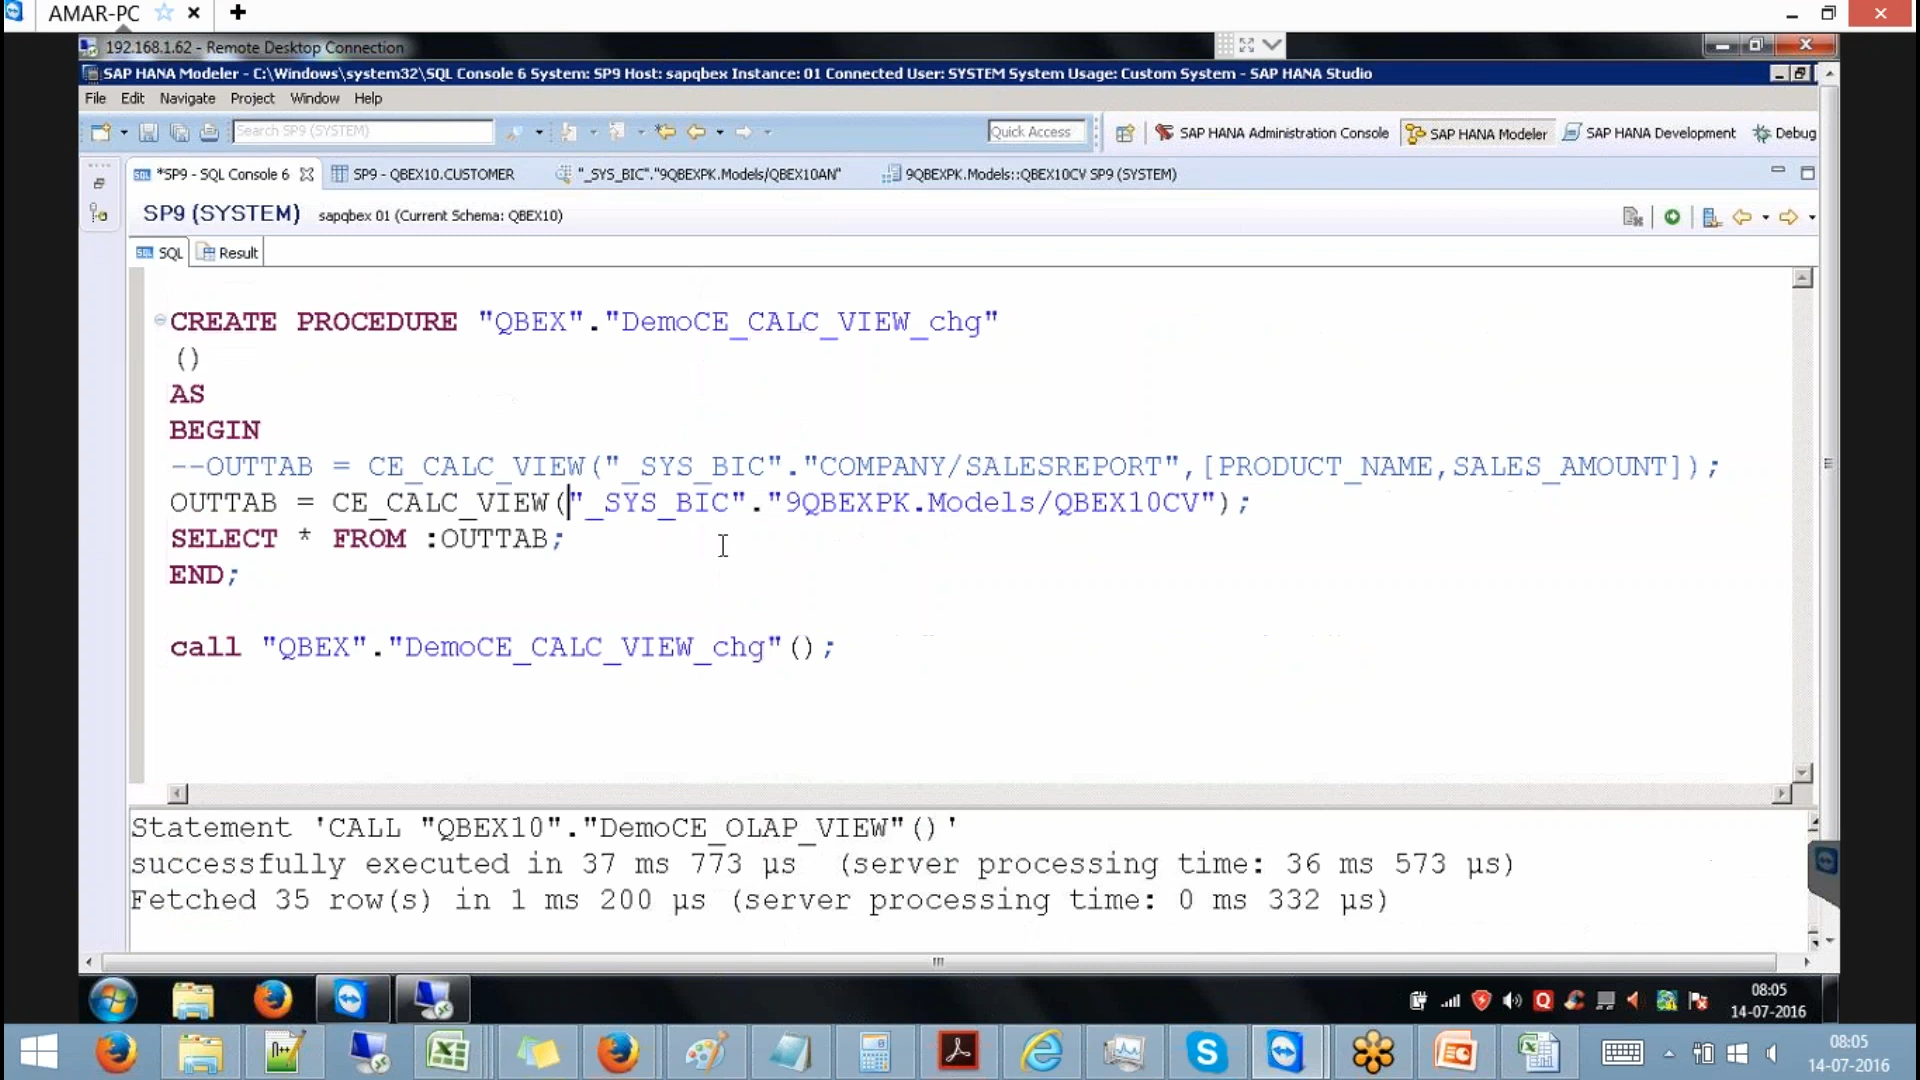 AMAR-PC
192.168.1.62 - Remote Desktop Connection
SAP HANA Modeler - C:\Windows\system32\SQL Console 6 System: SP9 Host: sapqbex Instance: 01 Connected User: SYSTEM System Usage: Custom System - SAP HANA Studio
File Edit Navigate Project Window Help
Search SP9 (SYSTEM)
Quick Access
SAP HANA Administration Console
SAP HANA Modeler
SAP HANA Development
Debug
*SP9 - SQL Console 6
SP9 - QBEX10.CUSTOMER
"_SYS_BIC"."9QBEXPK.Models/QBEX10AN"
9QBEXPK.Models::QBEX10CV SP9 (SYSTEM)
SP9 (SYSTEM) sapqbex 01 (Current Schema: QBEX10)
SQL Result
CREATE PROCEDURE "QBEX"."DemoCE_CALC_VIEW_chg"
()
AS
BEGIN
--OUTTAB = CE_CALC_VIEW("_SYS_BIC"."COMPANY/SALESREPORT",[PRODUCT_NAME,SALES_AMOUNT]);
OUTTAB = CE_CALC_VIEW("_SYS_BIC"."9QBEXPK.Models/QBEX10CV");
SELECT * FROM :OUTTAB;
END;
call "QBEX"."DemoCE_CALC_VIEW_chg"();
Statement 'CALL "QBEX10"."DemoCE_OLAP_VIEW"()'
successfully executed in 37 ms 773 µs (server processing time: 36 ms 573 µs)
Fetched 35 row(s) in 1 ms 200 µs (server processing time: 0 ms 332 µs)
08:05
14-07-2016
08:05
14-07-2016